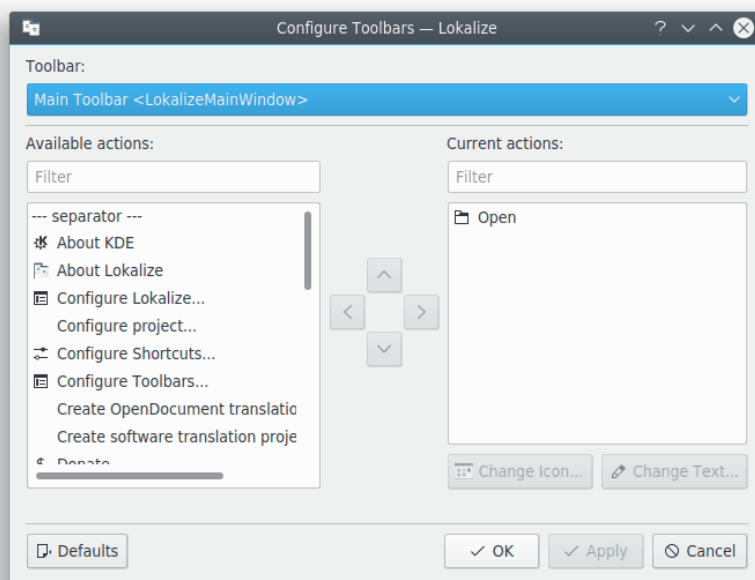 Configure Toolbars — Lokalize
Toolbar:
Main Toolbar <LokalizeMainWindow>
Available actions:
Filter
--- separator ---
About KDE
About Lokalize
Configure Lokalize...
Configure project...
Configure Shortcuts...
Configure Toolbars...
Create OpenDocument translatio
Create software translation proje
Donate
Current actions:
Filter
Open
Change Icon...
Change Text...
Defaults
OK
Apply
Cancel